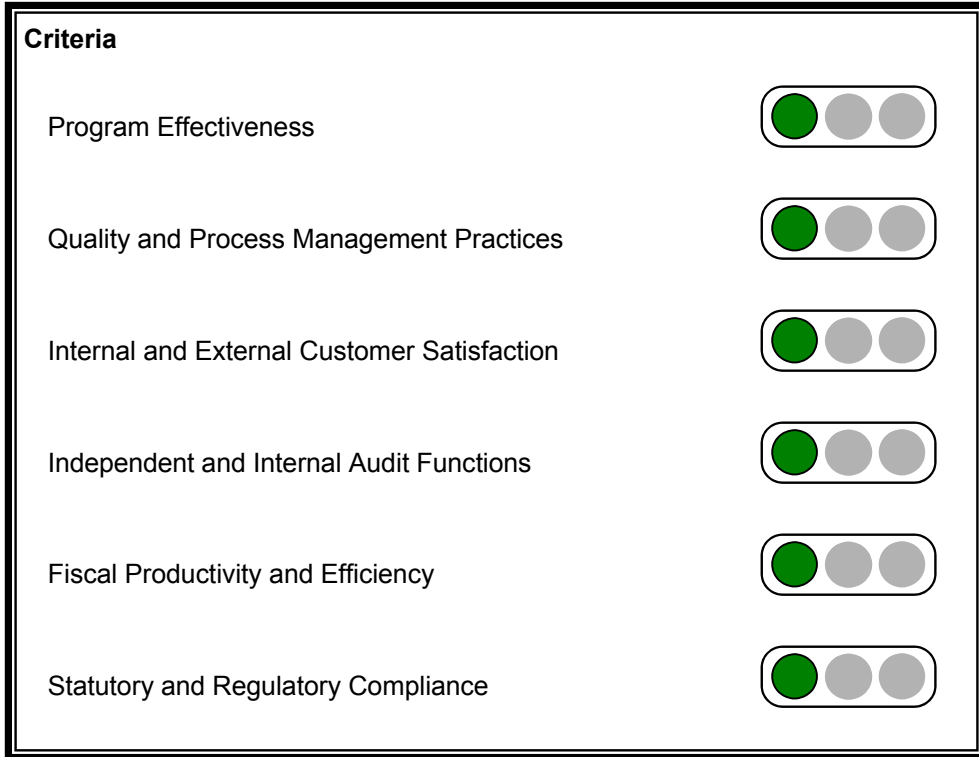 Criteria
Program Effectiveness
Quality and Process Management Practices
Internal and External Customer Satisfaction
Independent and Internal Audit Functions
Fiscal Productivity and Efficiency
Statutory and Regulatory Compliance